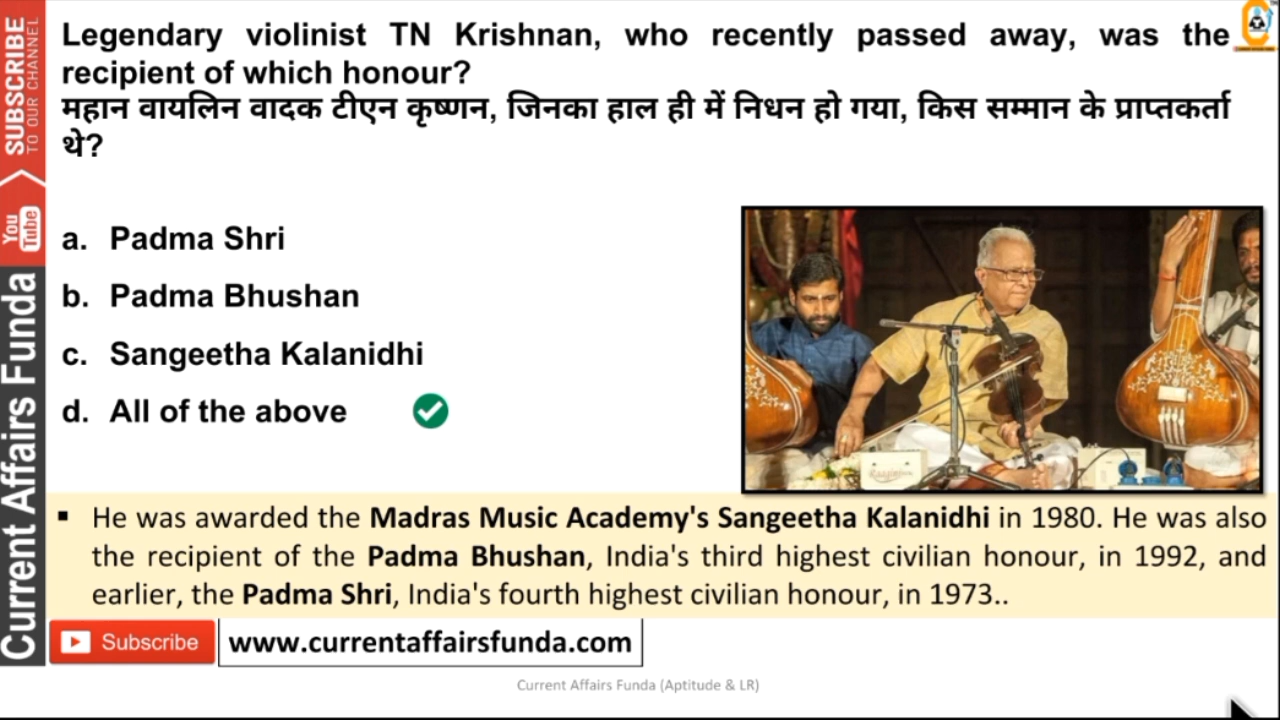 Legendary violinist TN Krishnan, who recently passed away, was the
recipient of which honour?
महान वायलिन वादक टीएन कृष्णन, जिनका हाल ही में निधन हो गया, किस सम्मान के प्राप्तकर्ता
थे?
a. Padma Shri
b. Padma Bhushan
c. Sangeetha Kalanidhi
d. All of the above
▪ He was awarded the Madras Music Academy's Sangeetha Kalanidhi in 1980. He was also
the recipient of the Padma Bhushan, India's third highest civilian honour, in 1992, and
earlier, the Padma Shri, India's fourth highest civilian honour, in 1973..
Subscribe
www.currentaffairsfunda.com
Current Affairs Funda (Aptitude & LR)
SUBSCRIBE
TO OUR CHANNEL
You
Tube
Current Affairs Funda